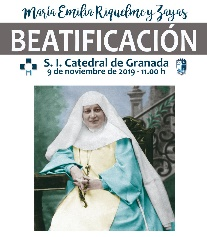 María Emilia Riquelme y Zayas
BEATIFICACIÓN
S. I. Catedral de Granada
9 de noviembre de 2019 - 11.00 h